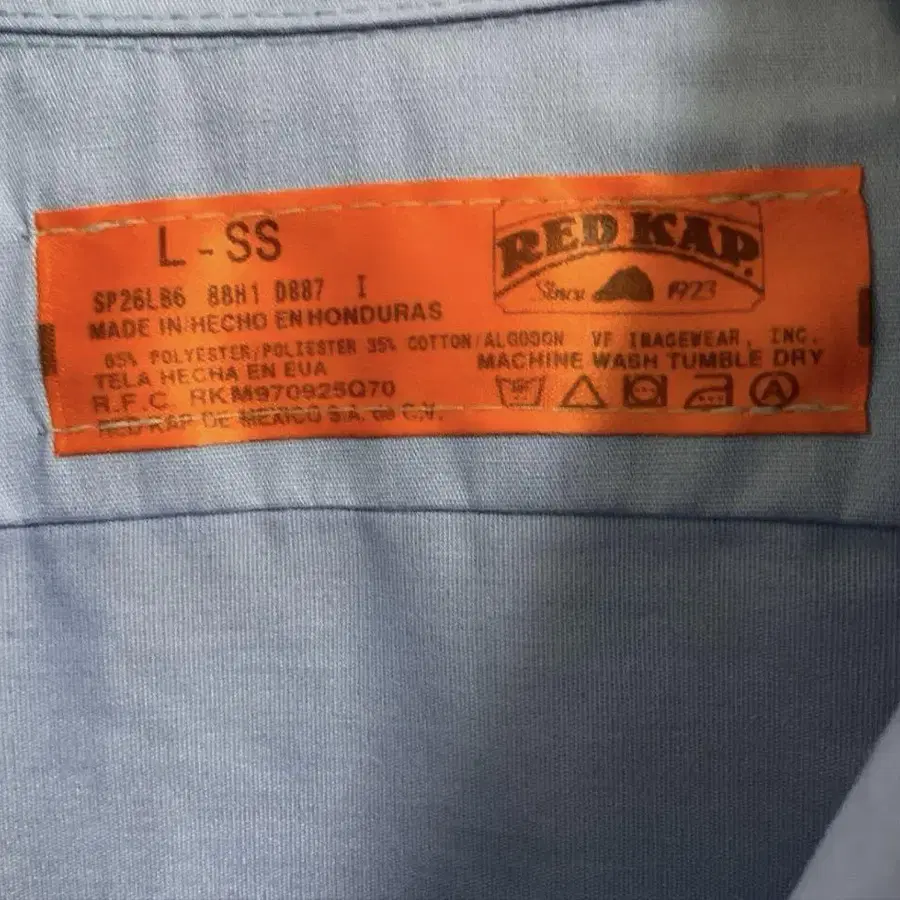 L-SS
RED KAP.
Since 1923
SP26LB6 88H1 D887 I
MADE IN/HECHO EN HONDURAS
65% POLYESTER/POLIESTER 35% COTTON/ALGODON VF IMAGEWEAR, INC.
TELA HECHA EN EUA MACHINE WASH TUMBLE DRY
R.F.C. RKM970925Q70
RED KAP DE MEXICO S.A. de C.V.
A